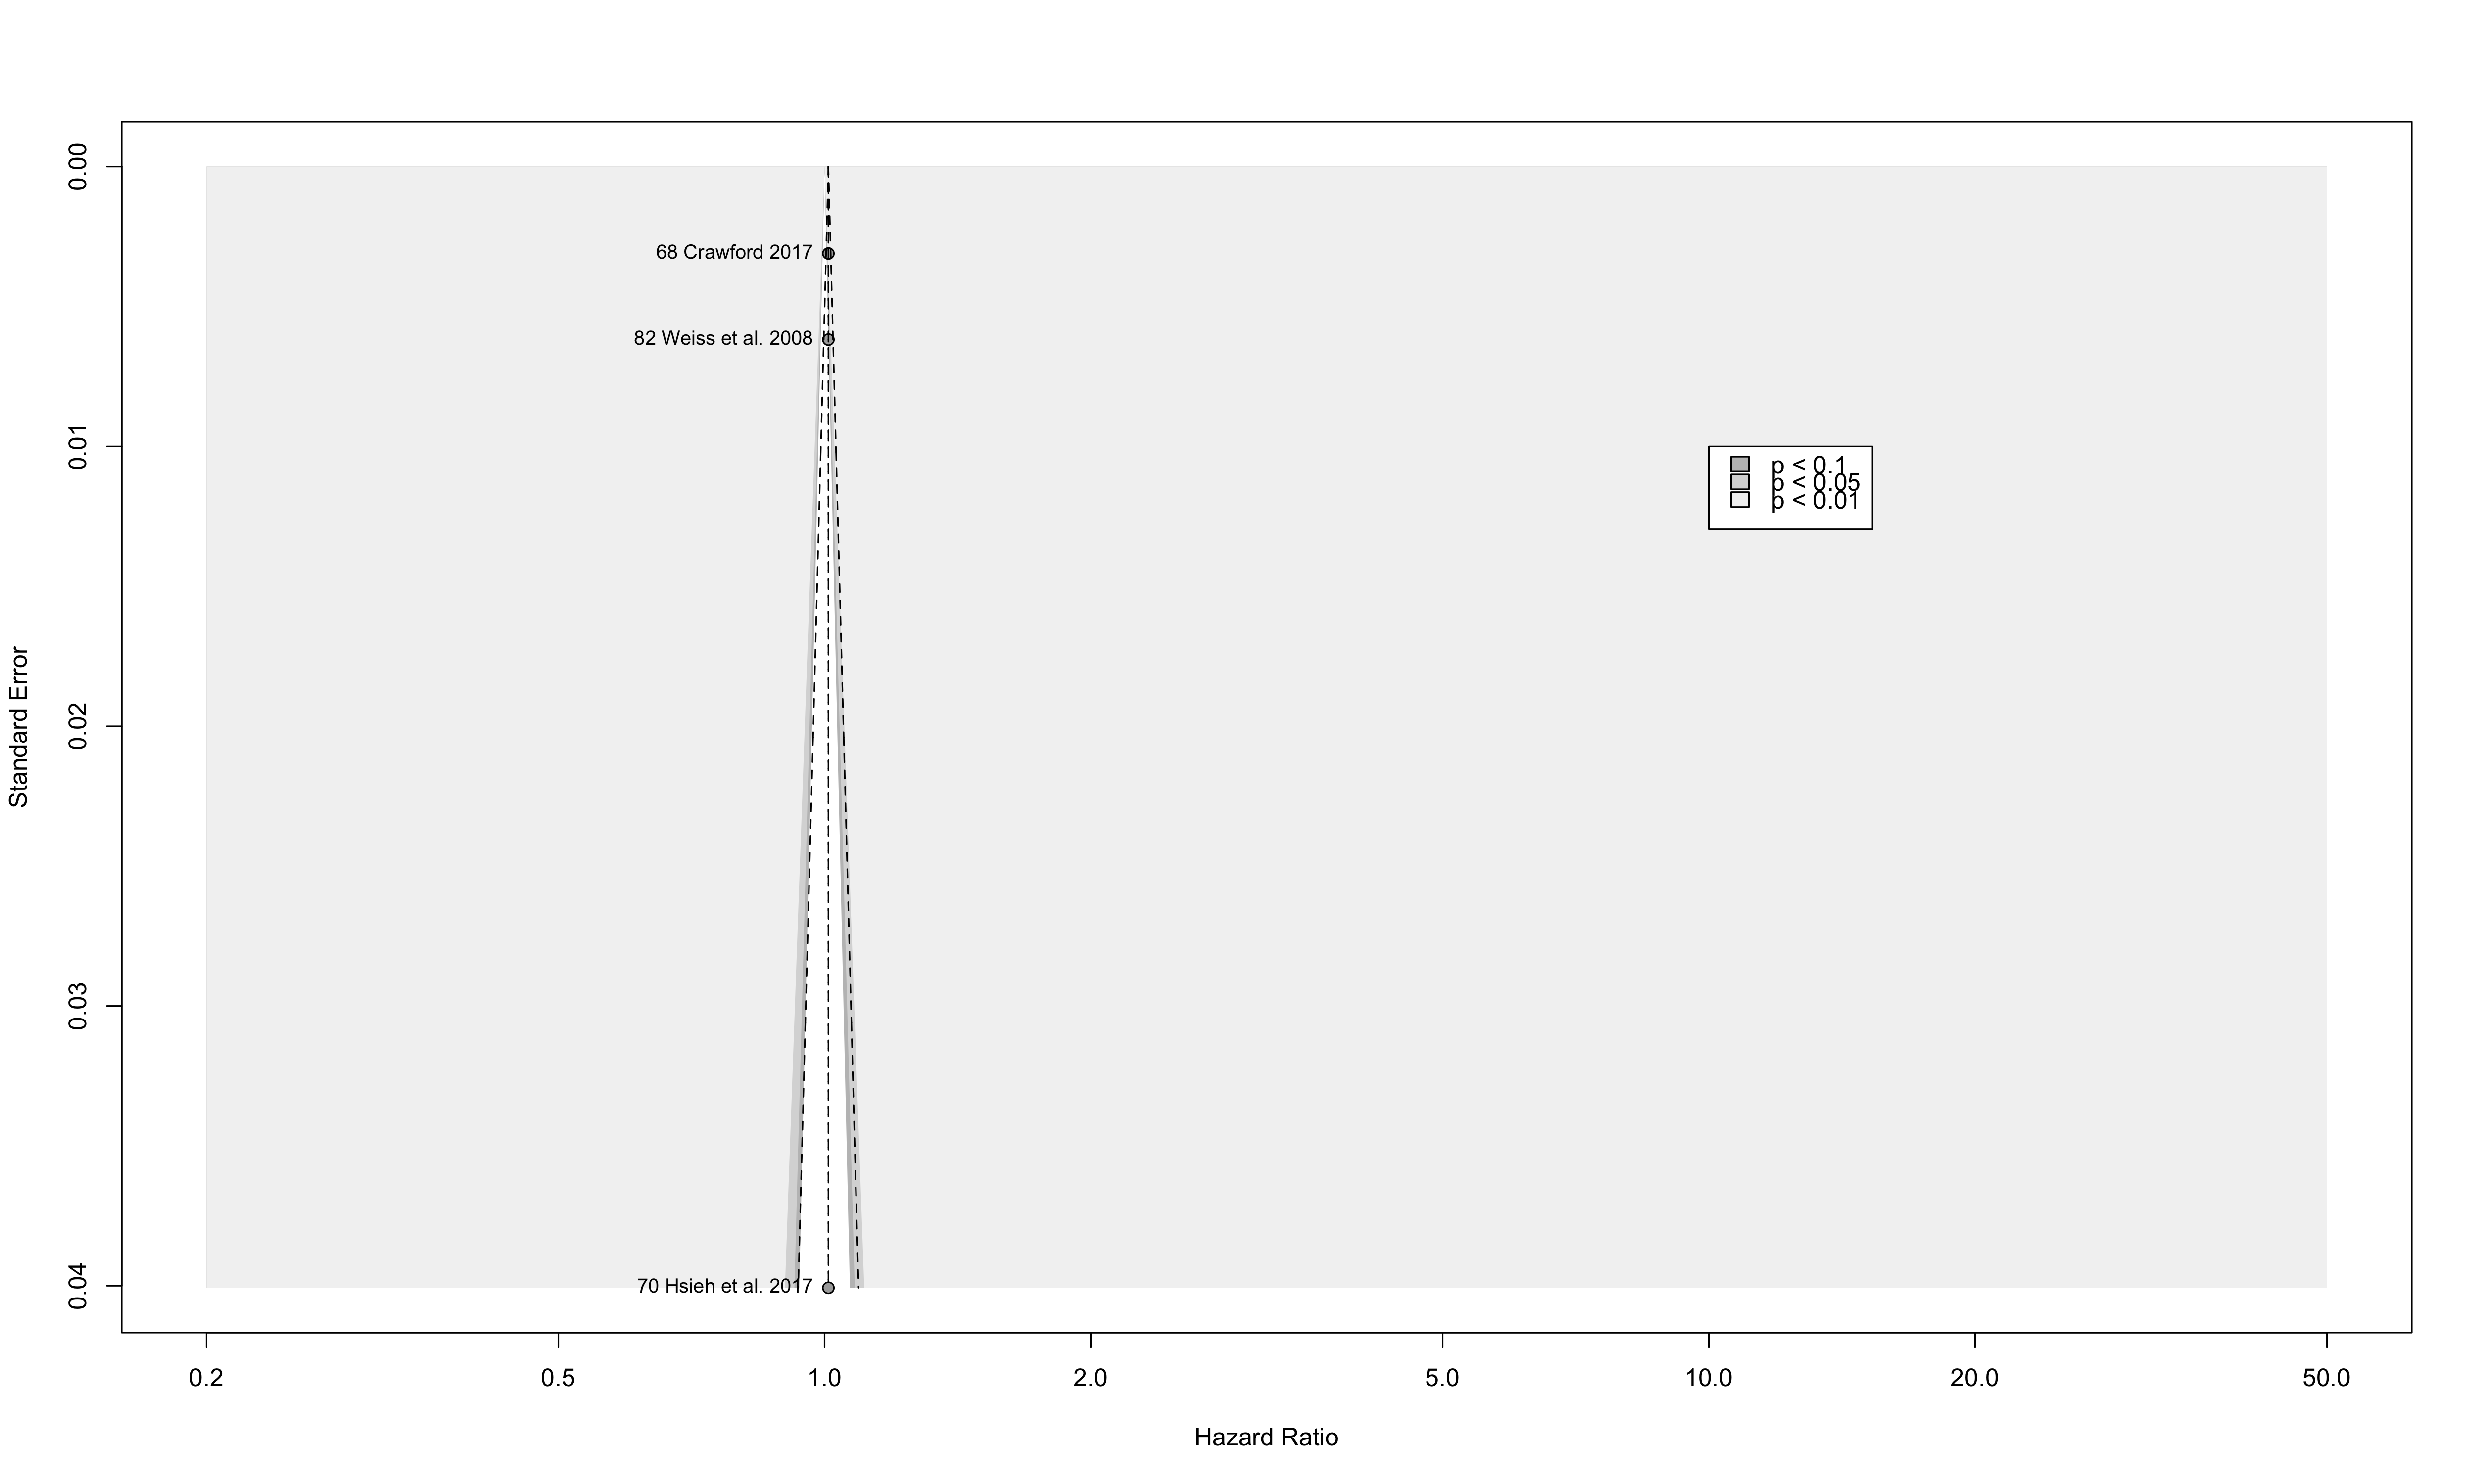 0.00
68 Crawford 2017
82 Weiss et al. 2008
0.01
p < 0.1
p < 0.05
p < 0.01
Standard Error
0.02
0.03
0.04
70 Hsieh et al. 2017
0.2 0.5 1.0 2.0 5.0 10.0 20.0 50.0
Hazard Ratio